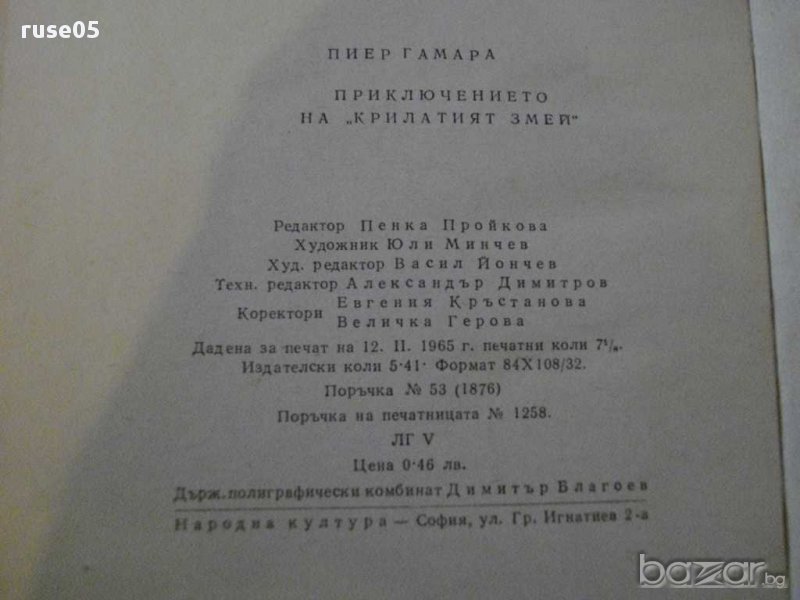 ruse05
ПИЕР ГАМАРА
ПРИКЛЮЧЕНИЕТО
НА „КРИЛАТИЯТ ЗМЕЙ"
Редактор Пенка Пройкова
Художник Юли Минчев
Худ. редактор Васил Йончев
Техн. редактор Александър Димитров
Коректори Евгения Кръстанова
Величка Герова
Дадена за печат на 12. II. 1965 г. печатни коли
Издателски коли 5·41· Формат 84X108/32.
Поръчка № 53 (1876)
Поръчка на печатницата № 1258.
ЛГ V
Цена 0·46 лв.
Държ. полиграфически комбинат Димитър Благоев
Народна култура — София, ул. Гр. Игнатиев 2-а
bazar.bg